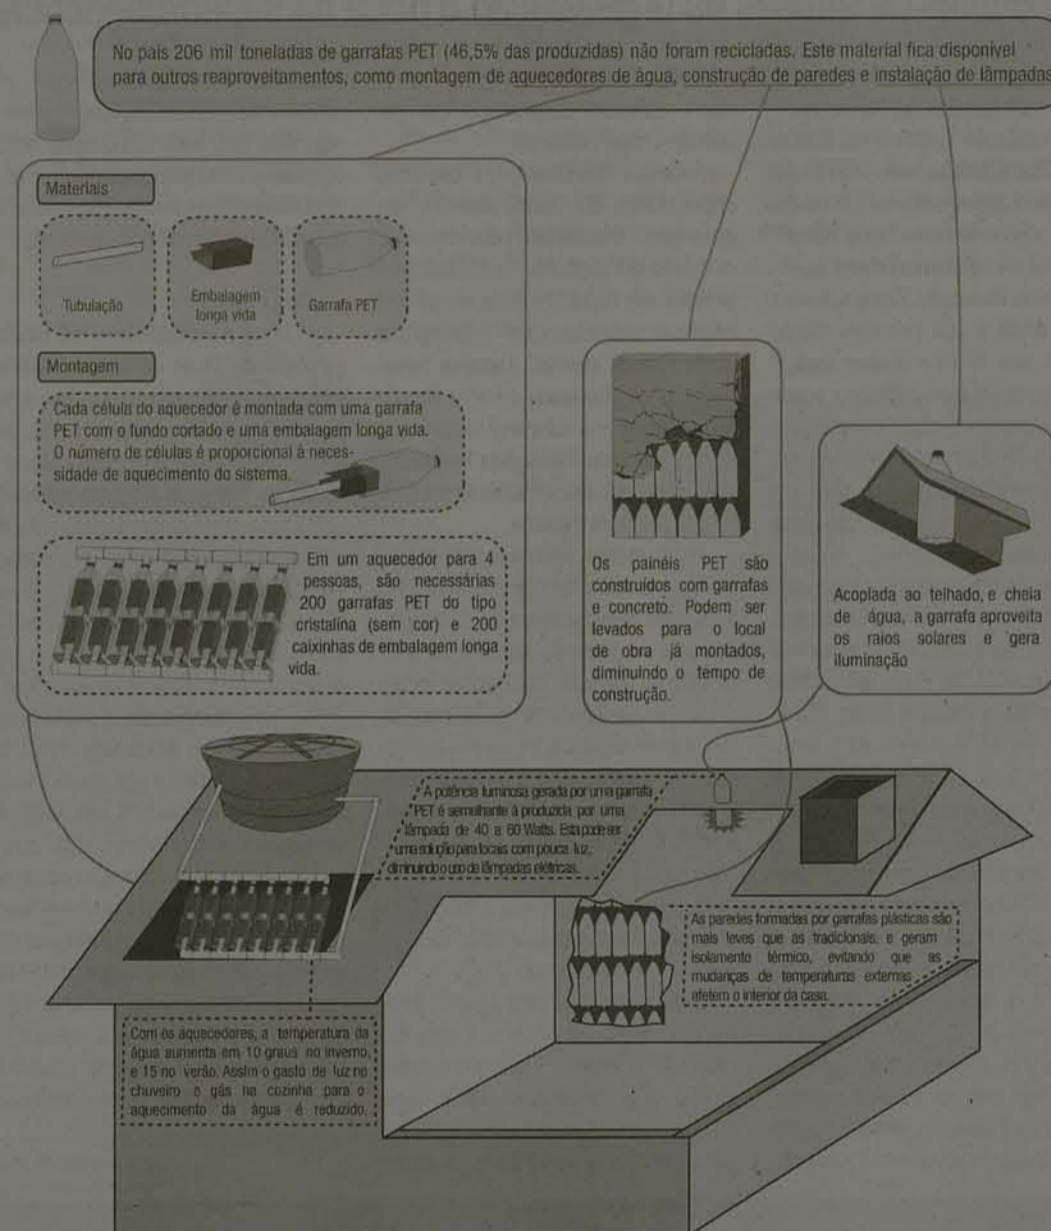 No país 206 mil toneladas de garrafas PET (46,5% das produzidas) não foram recicladas. Este material fica disponível
para outros reaproveitamentos, como montagem de aquecedores de água, construção de paredes e instalação de lâmpadas
Materiais
Tubulação
Embalagem
longa vida
Garrafa PET
Montagem
Cada célula do aquecedor é montada com uma garrafa
PET com o fundo cortado e uma embalagem longa vida.
O número de células é proporcional à neces-
sidade de aquecimento do sistema.
Em um aquecedor para 4
pessoas, são necessárias
200 garrafas PET do tipo
cristalina (sem cor) e 200
caixinhas de embalagem longa
vida.
Os painéis PET são
construídos com garrafas
e concreto. Podem ser
levados para o local
de obra já montados,
diminuindo o tempo de
construção.
Acoplada ao telhado, e cheia
de água, a garrafa aproveita
os raios solares e gera
iluminação
A potência luminosa gerada por uma garrafa
PET é semelhante à produzida por uma
lâmpada de 40 a 60 Watts. Esta pode ser
uma solução para locais com pouca luz,
diminuindo o uso de lâmpadas elétricas.
As paredes formadas por garrafas plásticas são
mais leves que as tradicionais, e geram
isolamento térmico, evitando que as
mudanças de temperaturas externas
afetem o interior da casa.
Com os aquecedores, a temperatura da
água aumenta em 10 graus no inverno,
e 15 no verão. Assim o gasto de luz no
chuveiro e gás na cozinha para o
aquecimento da água é reduzido.